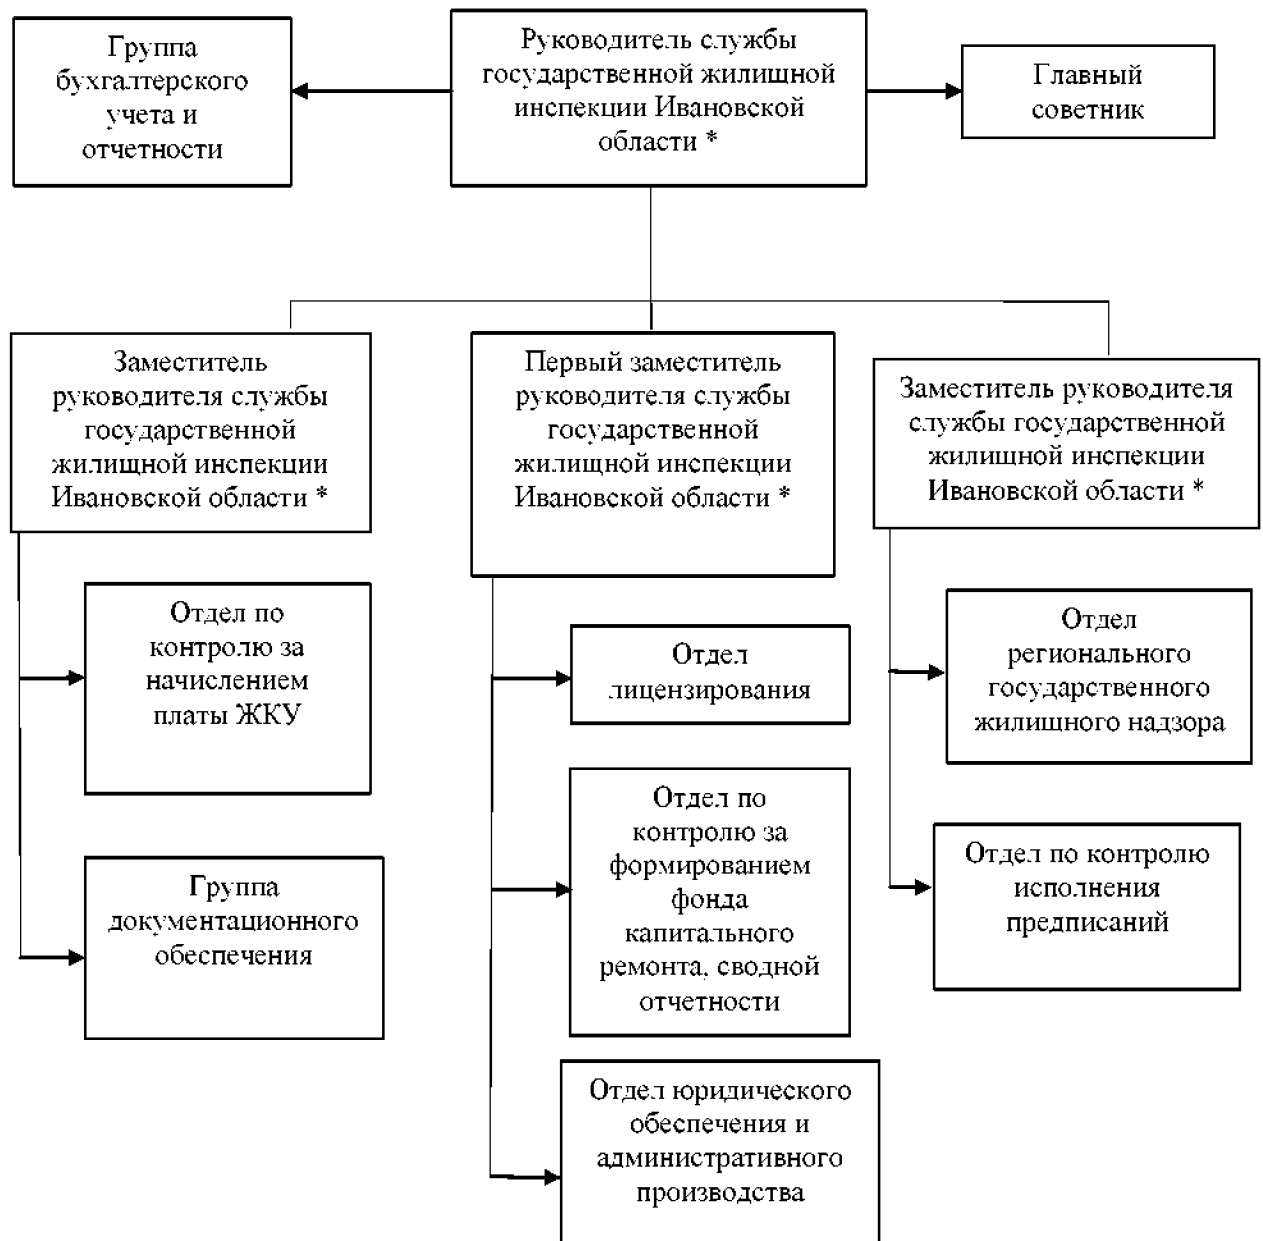 Группа
бухгалтерского
учета и
отчетности
Руководитель службы
государственной жилищной
инспекции Ивановской
области *
Главный
советник
Заместитель
руководителя службы
государственной
жилищной инспекции
Ивановской области *
Первый заместитель
руководителя службы
государственной
жилищной инспекции
Ивановской области *
Заместитель руководителя
службы государственной
жилищной инспекции
Ивановской области *
Отдел по
контролю за
начислением
платы ЖКУ
Группа
документационного
обеспечения
Отдел
лицензирования
Отдел по
контролю за
формированием
фонда
капитального
ремонта, сводной
отчетности
Отдел юридического
обеспечения и
административного
производства
Отдел
регионального
государственного
жилищного надзора
Отдел по контролю
исполнения
предписаний